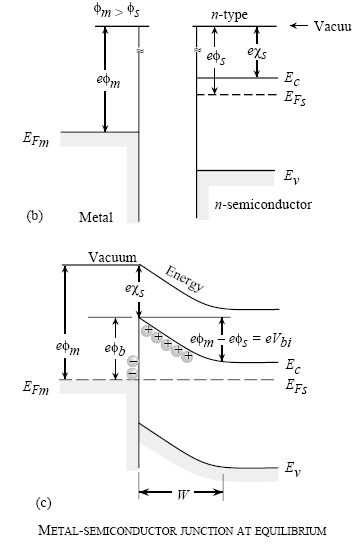 ϕm > ϕs
n-type
Vacuu
eϕm
eϕs
eχs
Ec
EFs
EFm
Ev
(b)
Metal
n-semiconductor
Vacuum
Energy
eχs
eϕm
eϕb
eϕm – eϕs = eVbi
Ec
EFs
EFm
Ev
W
(c)
METAL-SEMICONDUCTOR JUNCTION AT EQUILIBRIUM